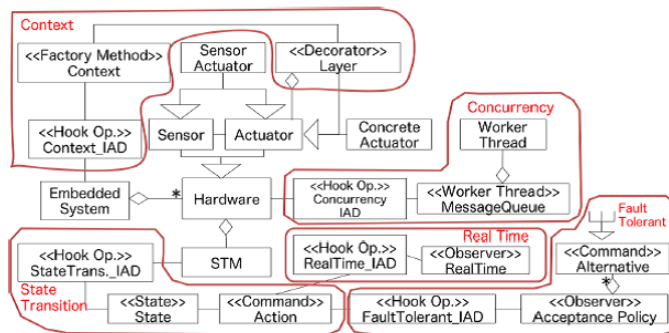 Context
<<Factory Method>>
Context
Sensor
Actuator
<<Decorator>>
Layer
<<Hook Op.>>
Context_IAD
Sensor
Actuator
Concrete
Actuator
Concurrency
Worker
Thread
Embedded
System
*
Hardware
<<Hook Op.>>
Concurrency
IAD
<<Worker Thread>>
MessageQueue
Fault
Tolerant
<<Hook Op.>>
StateTrans._IAD
STM
Real Time
<<Hook Op.>>
RealTime_IAD
<<Observer>>
RealTime
<<Command>>
Alternative
*
State
Transition
<<State>>
State
<<Command>>
Action
<<Hook Op.>>
FaultTolerant_IAD
<<Observer>>
Acceptance Policy